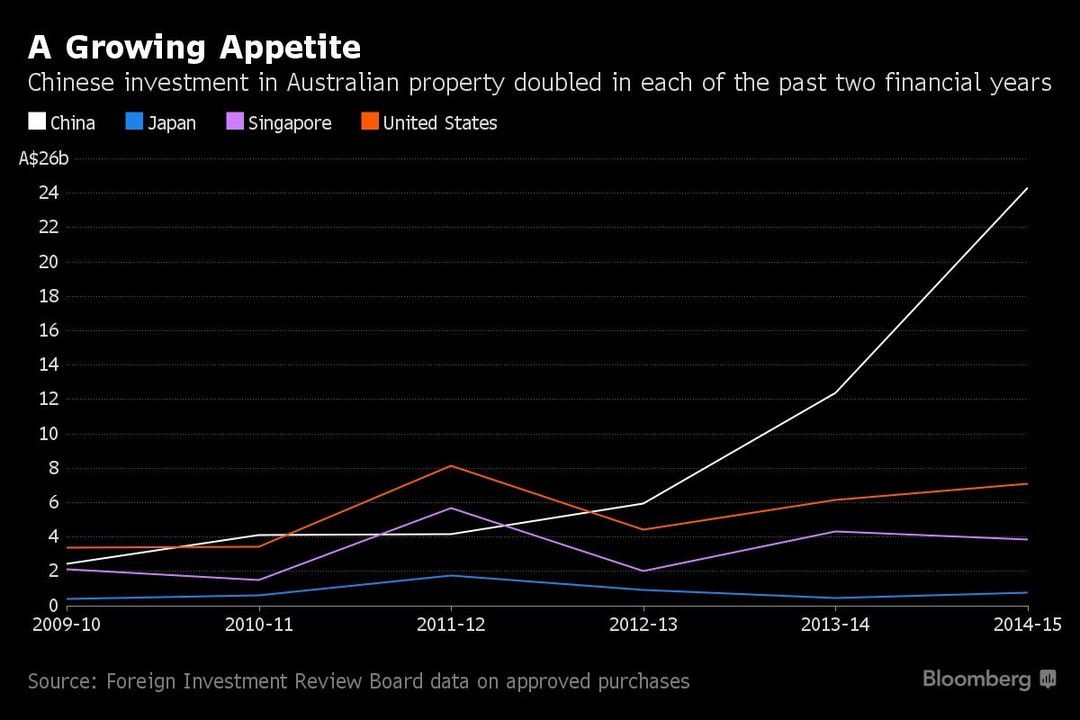 A Growing Appetite
Chinese investment in Australian property doubled in each of the past two financial years
China Japan Singapore United States
A$26b
24
22
20
18
16
14
12
10
8
6
4
2
0
2009-10 2010-11 2011-12 2012-13 2013-14 2014-15
Source: Foreign Investment Review Board data on approved purchases
Bloomberg